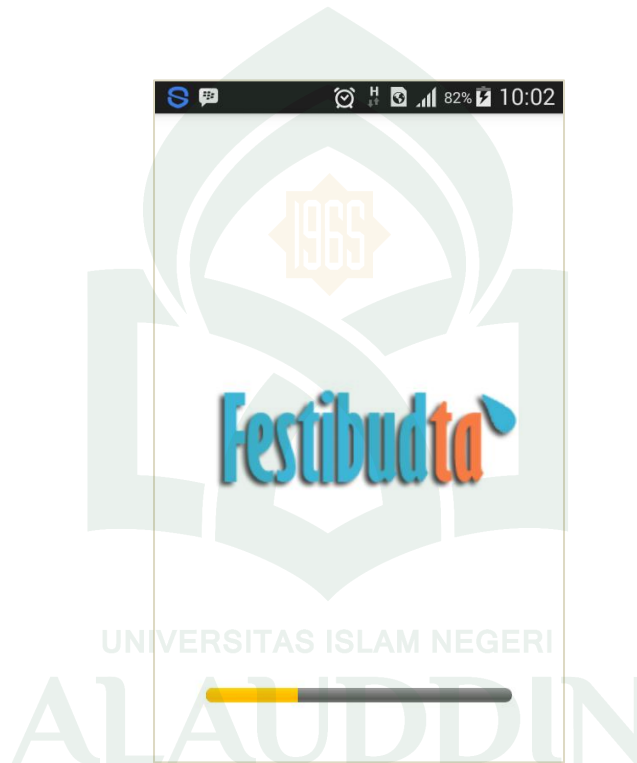 H 82% 10:02
1965
Festibudta'
UNIVERSITAS ISLAM NEGERI
ALAUDDIN